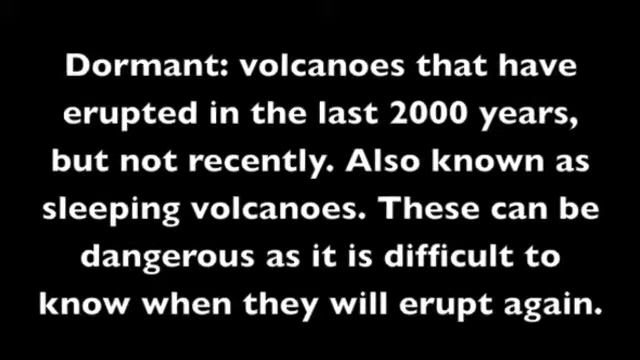 Dormant: volcanoes that have
erupted in the last 2000 years,
but not recently. Also known as
sleeping volcanoes. These can be
dangerous as it is difficult to
know when they will erupt again.